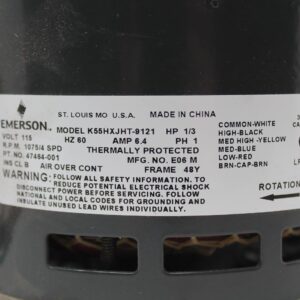 EMERSON
ST. LOUIS MO. U.S.A. MADE IN CHINA
MODEL K55HXJHT-9121 HP 1/3
VOLT 115 HZ 60 AMP 6.4 PH 1
R.P.M. 1075/4 SPD THERMALLY PROTECTED
PT. NO. 47464-001 MFG. NO. E06 M
INS CL B AIR OVER CONT FRAME 48Y
WARNING: FAILURE TO FOLLOW SAFETY INSTRUCTIONS. TO
REDUCE POTENTIAL ELECTRICAL SHOCK
DISCONNECT POWER BEFORE SERVICING. FOLLOW
NATIONAL AND LOCAL CODES FOR GROUNDING AND
INSULATE UNUSED LEAD WIRES INDIVIDUALLY.
COMMON-WHITE
HIGH-BLACK
MED HIGH-YELLOW
MED-BLUE
LOW-RED
BRN-CAP-BRN
ROTATION